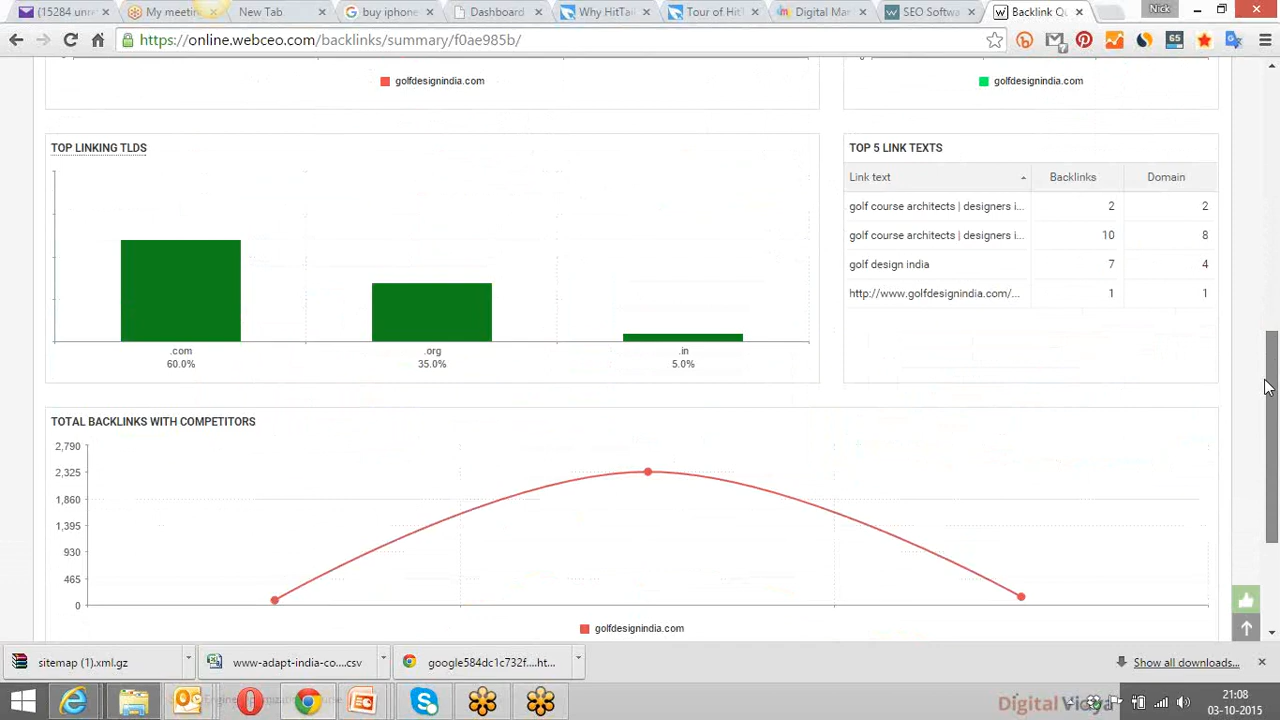 (15284 unr
My meetin
New Tab
buy iphone
Dashboard
Why HitTai
Tour of HitT
Digital Mar
SEO Softwa
Backlink Qu
Nick
https://online.webceo.com/backlinks/summary/f0ae985b/
65
golfdesignindia.com
golfdesignindia.com
TOP LINKING TLDS
.com
60.0%
.org
35.0%
.in
5.0%
TOP 5 LINK TEXTS
Link text Backlinks Domain
golf course architects | designers i... 2 2
golf course architects | designers i... 10 8
golf design india 7 4
http://www.golfdesignindia.com/... 1 1
TOTAL BACKLINKS WITH COMPETITORS
2,790
2,325
1,860
1,395
930
465
0
golfdesignindia.com
sitemap (1).xml.gz
www-adapt-india-co....csv
google584dc1c732f....ht...
Show all downloads...
Digital Vidya
21:08
03-10-2015